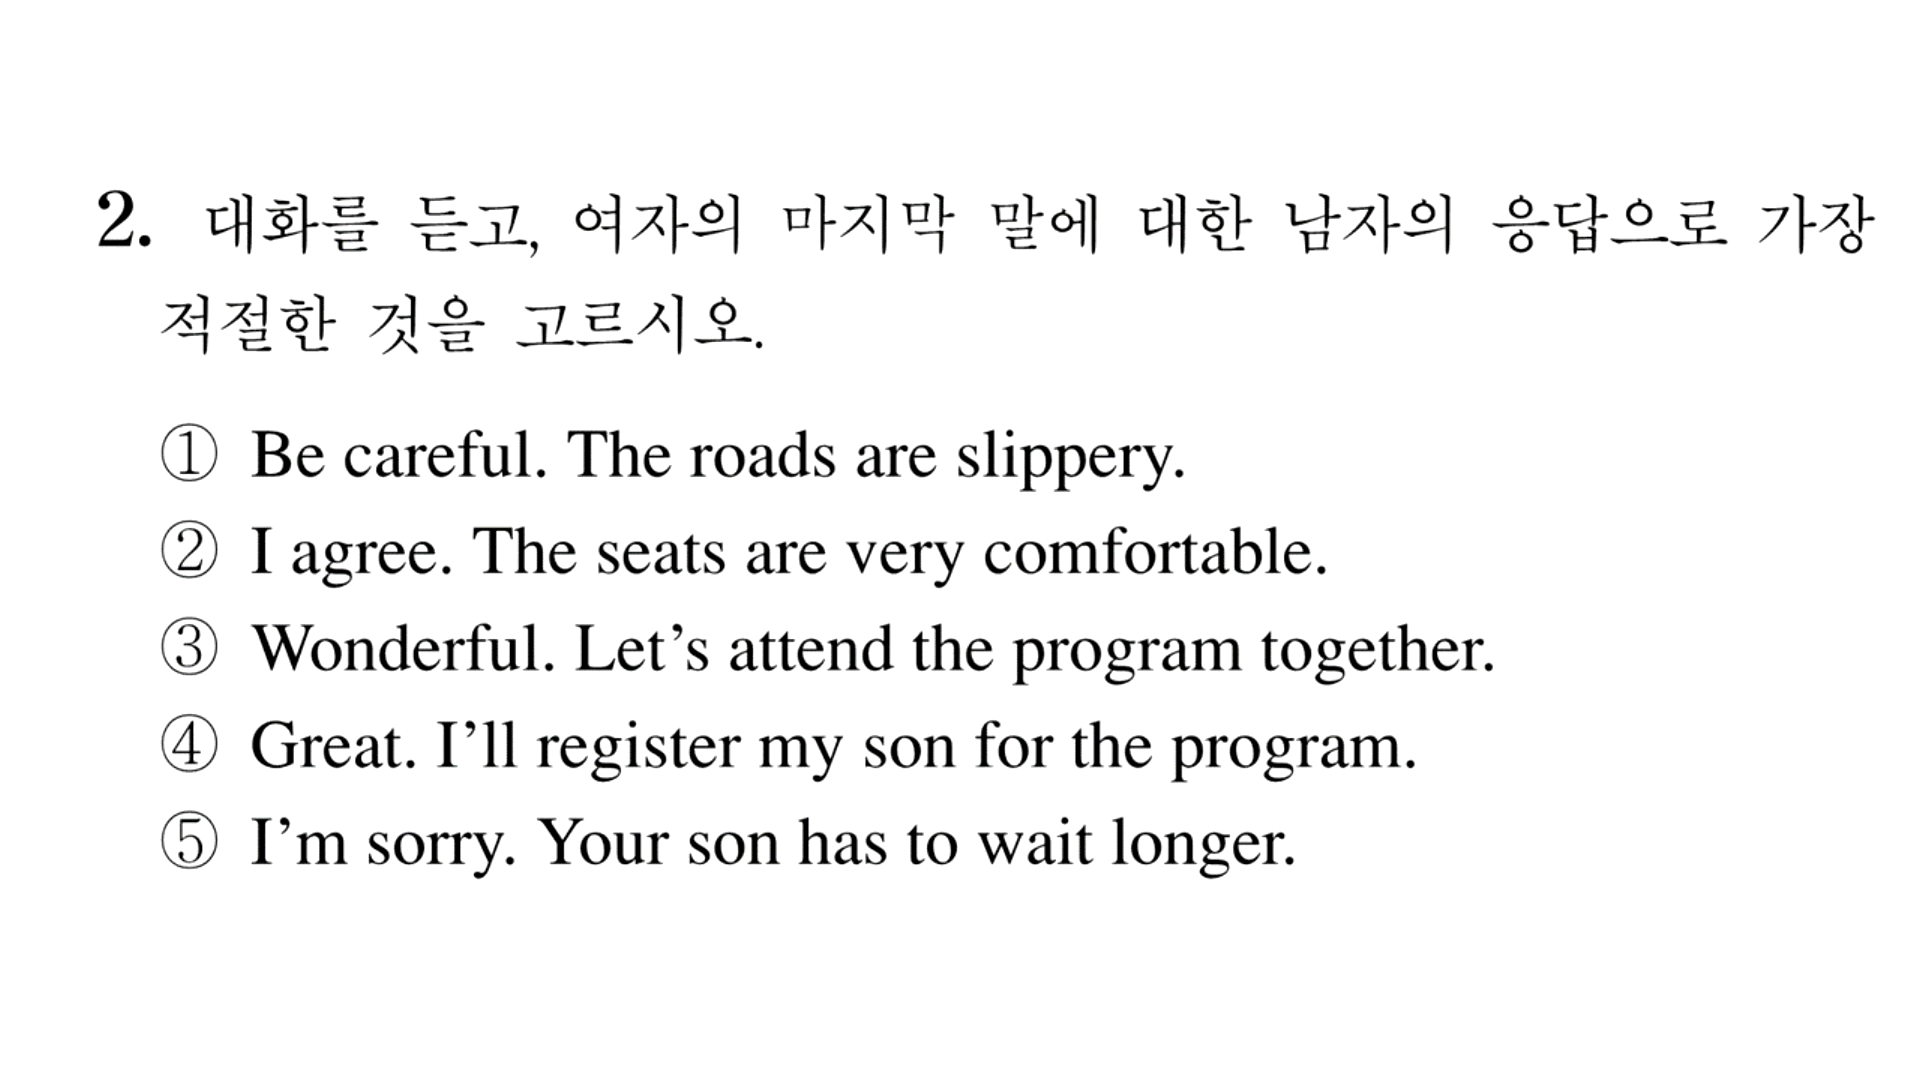 2. 대화를 듣고, 여자의 마지막 말에 대한 남자의 응답으로 가장
적절한 것을 고르시오.
① Be careful. The roads are slippery.
② I agree. The seats are very comfortable.
③ Wonderful. Let’s attend the program together.
④ Great. I’ll register my son for the program.
⑤ I’m sorry. Your son has to wait longer.